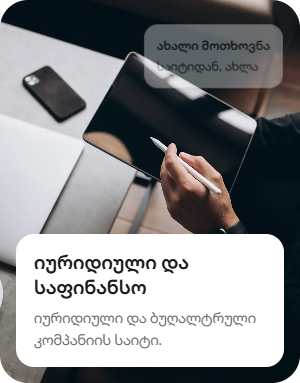 ახალი მოთხოვნა
საიტიდან, ახლა
იურიდიული და
საფინანსო
იურიდიული და ბუღალტრული
კომპანიის საიტი.